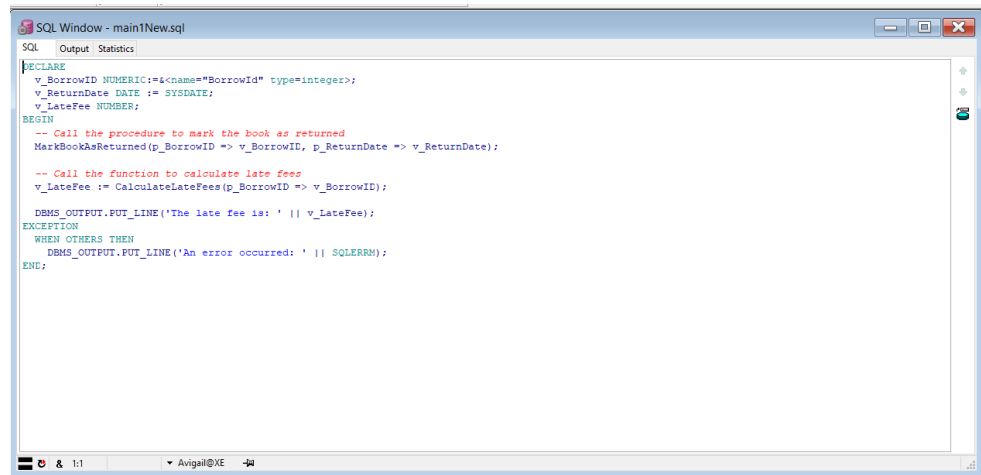 SQL Window - main1New.sql
SQL Output Statistics
DECLARE
v_BorrowID NUMERIC:=&<name="BorrowId" type=integer>;
v_ReturnDate DATE := SYSDATE;
v_LateFee NUMBER;
BEGIN
-- Call the procedure to mark the book as returned
MarkBookAsReturned(p_BorrowID => v_BorrowID, p_ReturnDate => v_ReturnDate);
-- Call the function to calculate late fees
v_LateFee := CalculateLateFees(p_BorrowID => v_BorrowID);
DBMS_OUTPUT.PUT_LINE('The late fee is: ' || v_LateFee);
EXCEPTION
WHEN OTHERS THEN
DBMS_OUTPUT.PUT_LINE('An error occurred: ' || SQLERRM);
END;
& 1:1 Avigail@XE